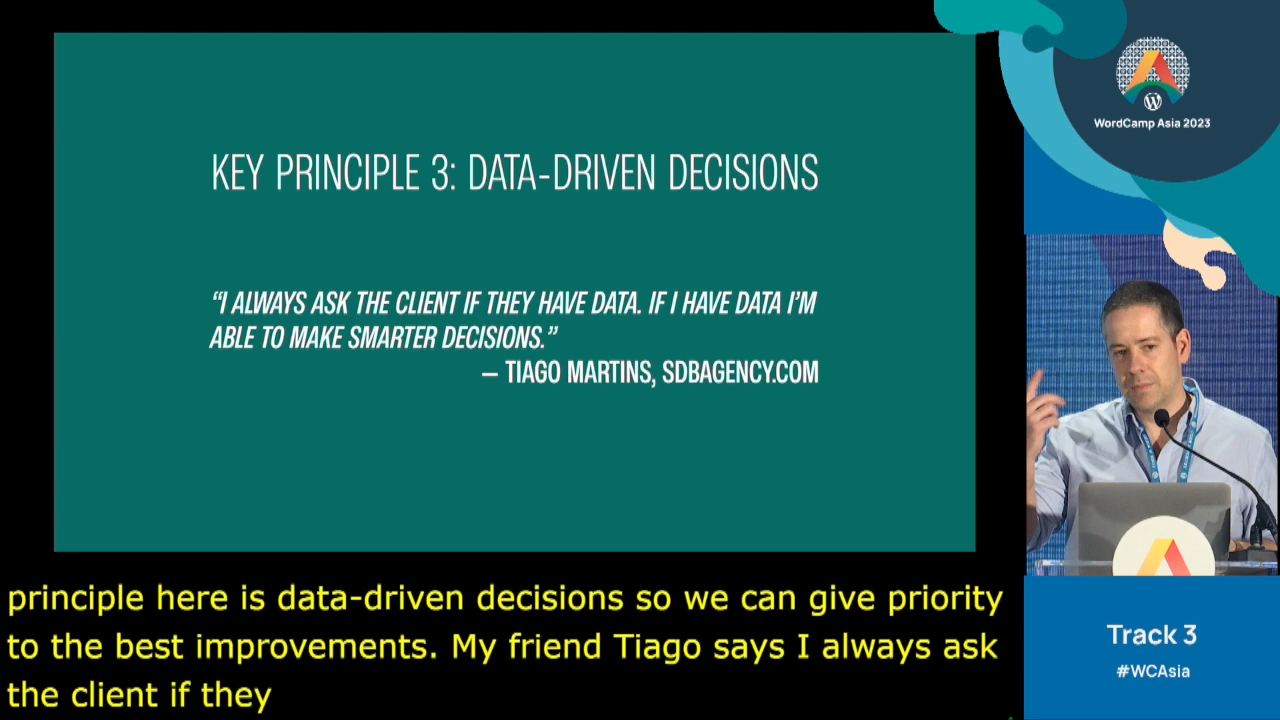 KEY PRINCIPLE 3: DATA-DRIVEN DECISIONS
“I ALWAYS ASK THE CLIENT IF THEY HAVE DATA. IF I HAVE DATA I’M
ABLE TO MAKE SMARTER DECISIONS.”
– TIAGO MARTINS, SDBAGENCY.COM
principle here is data-driven decisions so we can give priority
to the best improvements. My friend Tiago says I always ask
the client if they
WordCamp Asia 2023
Track 3
#WCAsia